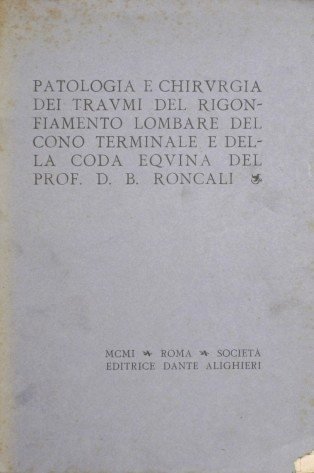 PATOLOGIA E CHIRVRGIA
DEI TRAVMI DEL RIGON-
FIAMENTO LOMBARE DEL
CONO TERMINALE E DEL-
LA CODA EQVINA DEL
PROF. D. B. RONCALI ❧
MCMI ❧ ROMA ❧ SOCIETÀ
EDITRICE DANTE ALIGHIERI